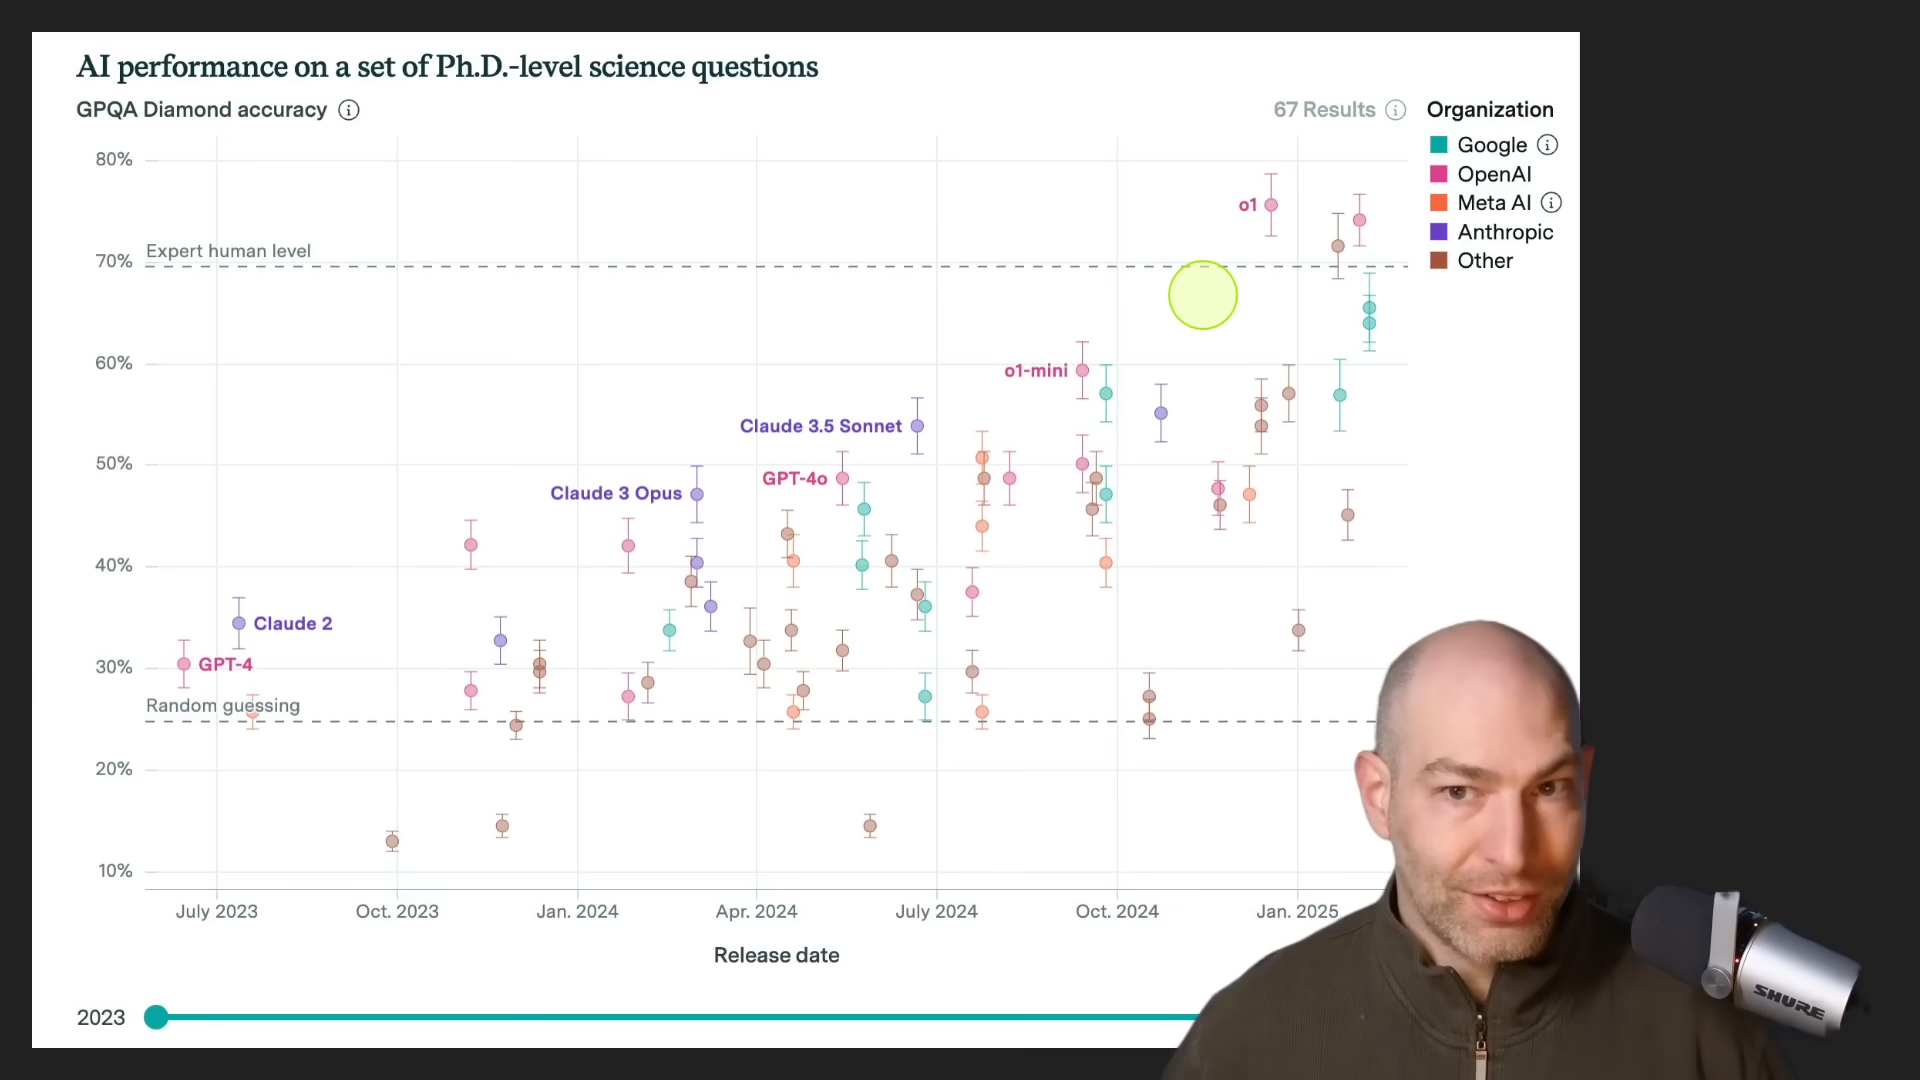 AI performance on a set of Ph.D.-level science questions
GPQA Diamond accuracy
67 Results
Organization
Google
OpenAI
Meta AI
Anthropic
Other
80%
70%
60%
50%
40%
30%
20%
10%
Expert human level
Random guessing
o1
o1-mini
Claude 3.5 Sonnet
GPT-4o
Claude 3 Opus
Claude 2
GPT-4
July 2023
Oct. 2023
Jan. 2024
Apr. 2024
July 2024
Oct. 2024
Jan. 2025
Release date
2023
SHURE